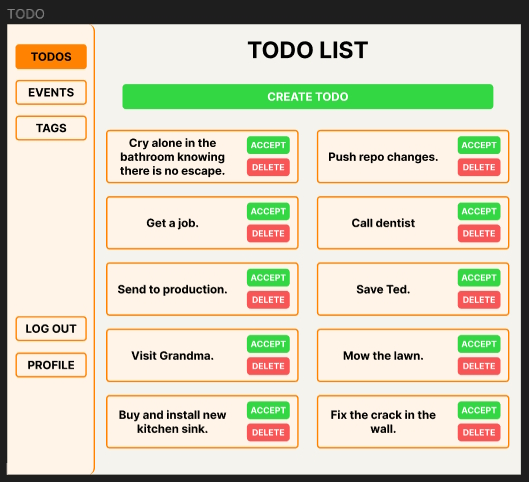 TODO
TODOS
EVENTS
TAGS
LOG OUT
PROFILE
TODO LIST
CREATE TODO
Cry alone in the
bathroom knowing
there is no escape.
ACCEPT
DELETE
Push repo changes.
ACCEPT
DELETE
Get a job.
ACCEPT
DELETE
Call dentist
ACCEPT
DELETE
Send to production.
ACCEPT
DELETE
Save Ted.
ACCEPT
DELETE
Visit Grandma.
ACCEPT
DELETE
Mow the lawn.
ACCEPT
DELETE
Buy and install new
kitchen sink.
ACCEPT
DELETE
Fix the crack in the
wall.
ACCEPT
DELETE